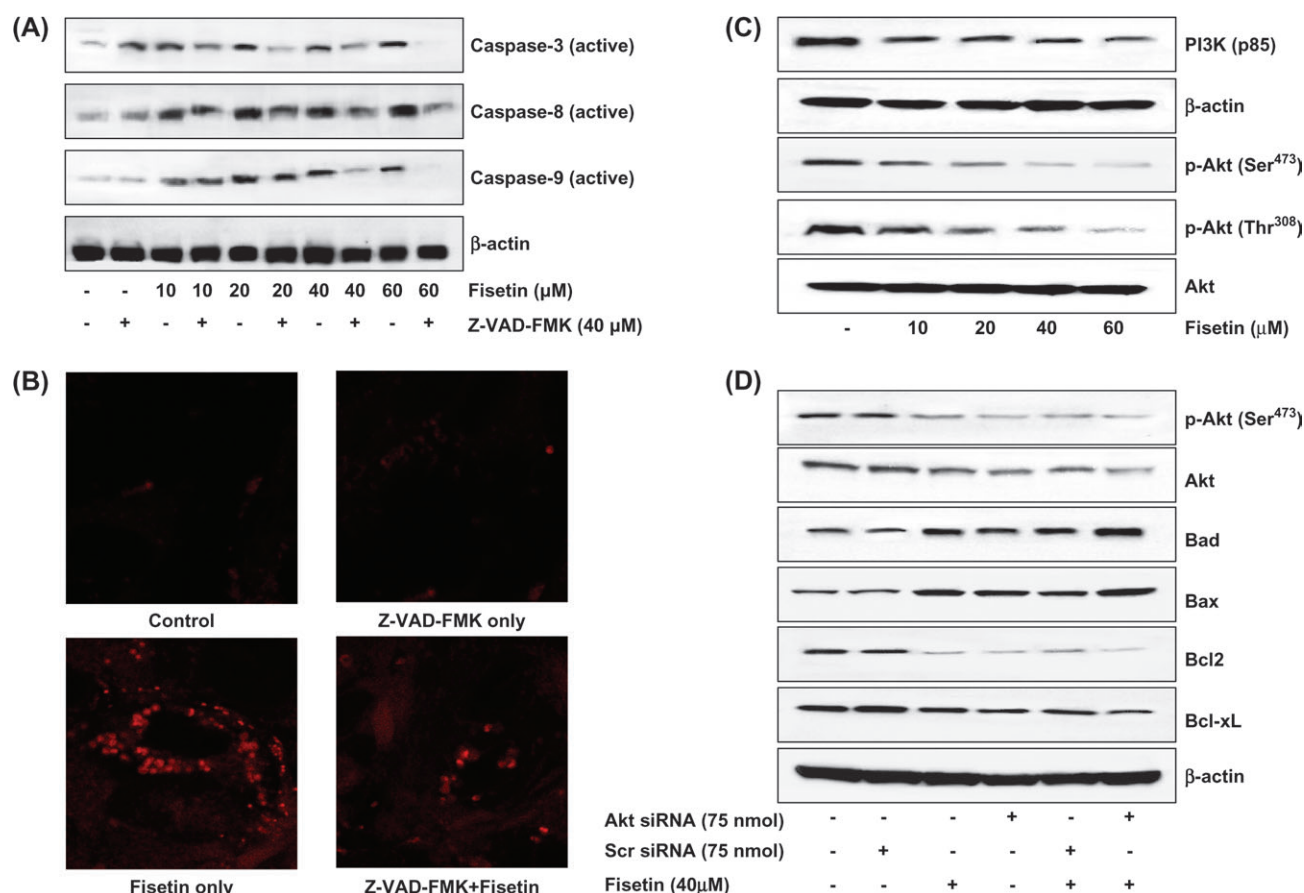 (A)
Caspase-3 (active)
Caspase-8 (active)
Caspase-9 (active)
β-actin
- - 10 10 20 20 40 40 60 60 Fisetin (µM)
- + - + - + - + - + Z-VAD-FMK (40 µM)
(B)
Control
Z-VAD-FMK only
Fisetin only
Z-VAD-FMK+Fisetin
(C)
PI3K (p85)
β-actin
p-Akt (Ser473)
p-Akt (Thr308)
Akt
- 10 20 40 60 Fisetin (µM)
(D)
p-Akt (Ser473)
Akt
Bad
Bax
Bcl2
Bcl-xL
β-actin
Akt siRNA (75 nmol) - - - + - +
Scr siRNA (75 nmol) - + - - + -
Fisetin (40µM) - - + - + +